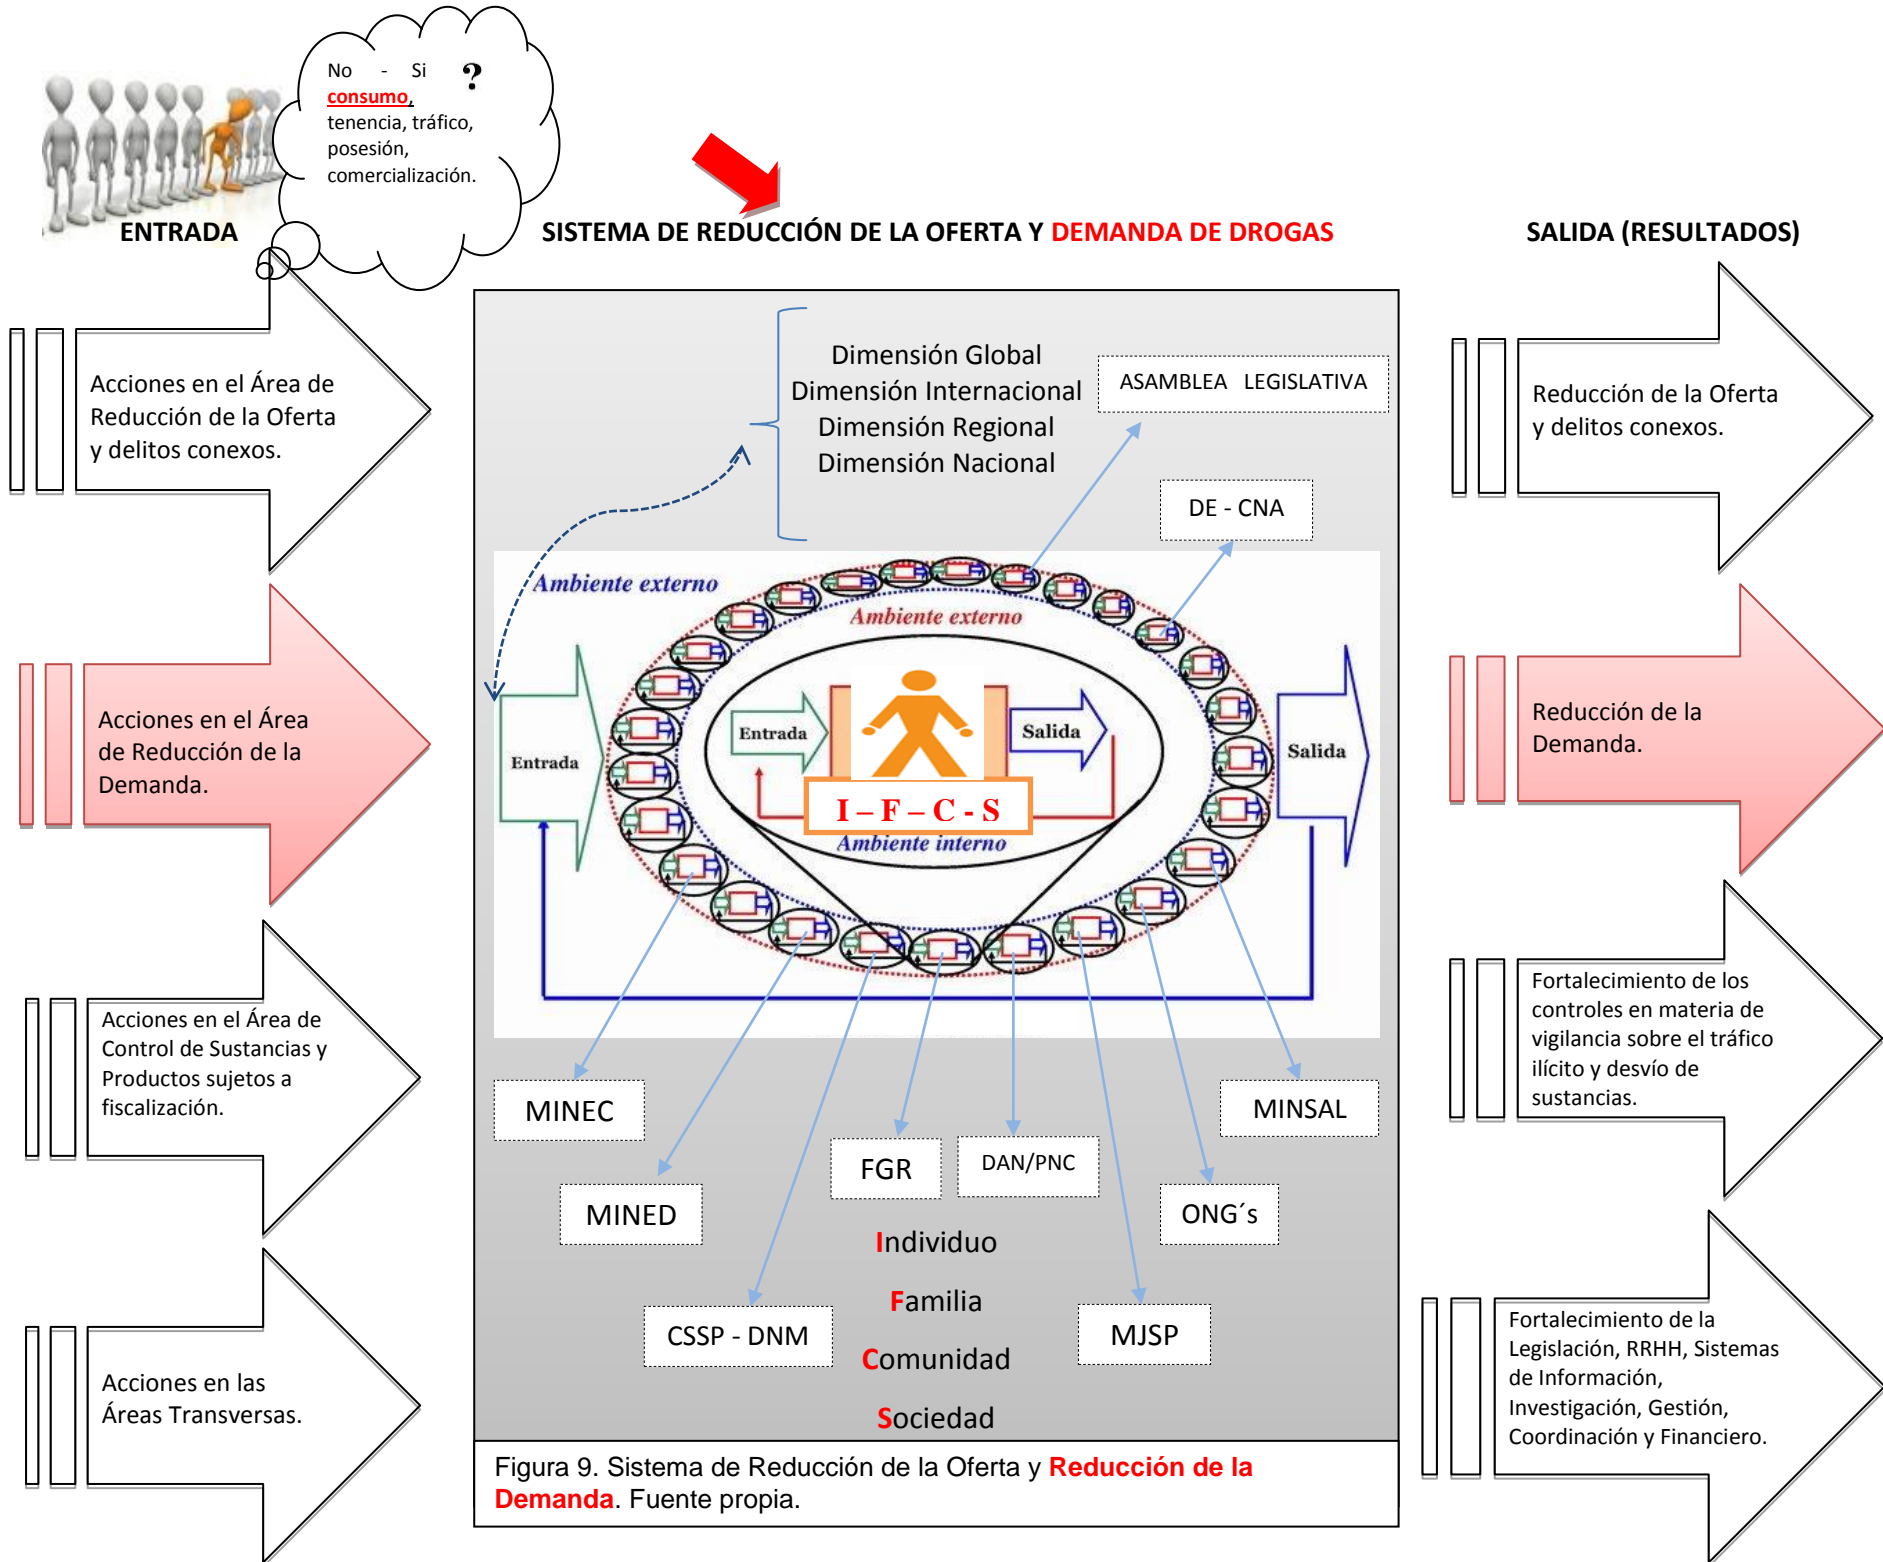 No - Si ?
consumo,
tenencia, tráfico,
posesión,
comercialización.
ENTRADA
SISTEMA DE REDUCCIÓN DE LA OFERTA Y DEMANDA DE DROGAS
SALIDA (RESULTADOS)
Acciones en el Área de
Reducción de la Oferta
y delitos conexos.
Acciones en el Área
de Reducción de la
Demanda.
Acciones en el Área de
Control de Sustancias y
Productos sujetos a
fiscalización.
Acciones en las
Áreas Transversas.
Dimensión Global
Dimensión Internacional
Dimensión Regional
Dimensión Nacional
ASAMBLEA LEGISLATIVA
DE - CNA
Ambiente externo
Ambiente externo
Entrada
Entrada
Salida
Salida
I – F – C - S
Ambiente interno
MINEC
MINSAL
FGR
DAN/PNC
MINED
ONG´s
CSSP - DNM
MJSP
Individuo
Familia
Comunidad
Sociedad
Figura 9. Sistema de Reducción de la Oferta y Reducción de la
Demanda. Fuente propia.
Reducción de la Oferta
y delitos conexos.
Reducción de la
Demanda.
Fortalecimiento de los
controles en materia de
vigilancia sobre el tráfico
ilícito y desvío de
sustancias.
Fortalecimiento de la
Legislación, RRHH, Sistemas
de Información,
Investigación, Gestión,
Coordinación y Financiero.